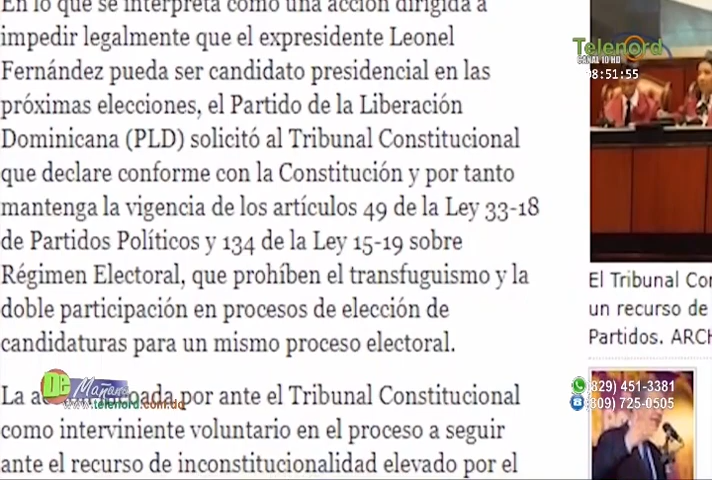 En lo que se interpreta como una acción dirigida a
impedir legalmente que el expresidente Leonel
Fernández pueda ser candidato presidencial en las
próximas elecciones, el Partido de la Liberación
Dominicana (PLD) solicitó al Tribunal Constitucional
que declare conforme con la Constitución y por tanto
mantenga la vigencia de los artículos 49 de la Ley 33-18
de Partidos Políticos y 134 de la Ley 15-19 sobre
Régimen Electoral, que prohíben el transfuguismo y la
doble participación en procesos de elección de
candidaturas para un mismo proceso electoral.
La por ante el Tribunal Constitucional
como interviniente voluntario en el proceso a seguir
ante el recurso de inconstitucionalidad elevado por el
Telenord
CANAL 10 HD
08:51:55
El Tribunal Con
un recurso de
Partidos. ARCH
De Mañana
www.telenord.com.do
(829) 451-3381
(809) 725-0505